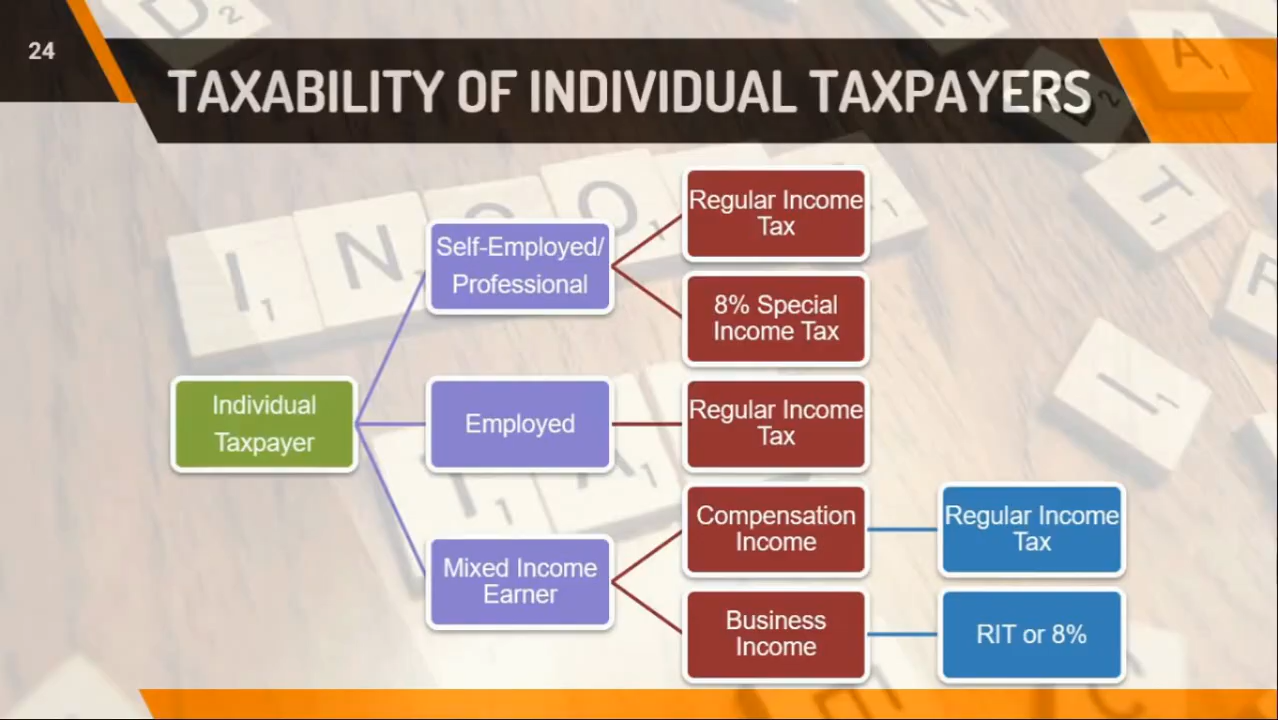 24
TAXABILITY OF INDIVIDUAL TAXPAYERS
Individual
Taxpayer
Self-Employed/
Professional
Regular Income
Tax
8% Special
Income Tax
Employed
Regular Income
Tax
Mixed Income
Earner
Compensation
Income
Regular Income
Tax
Business
Income
RIT or 8%